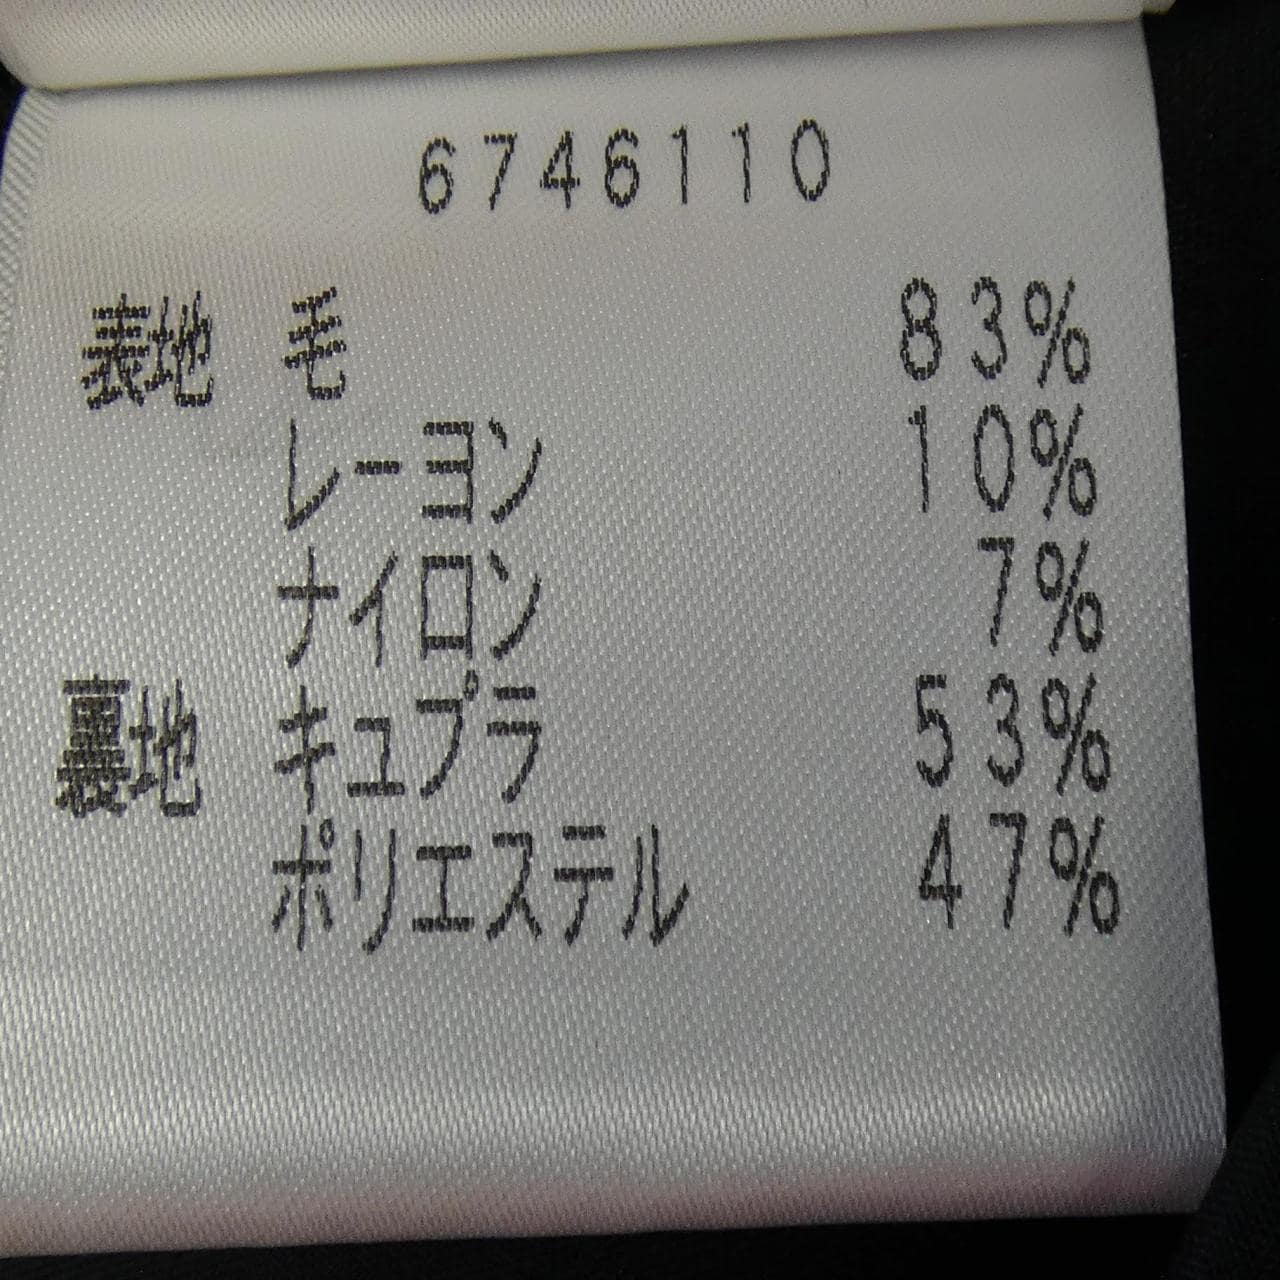 6746110
表地 毛 83%
レーヨン 10%
ナイロン 7%
裏地 キュプラ 53%
ポリエステル 47%